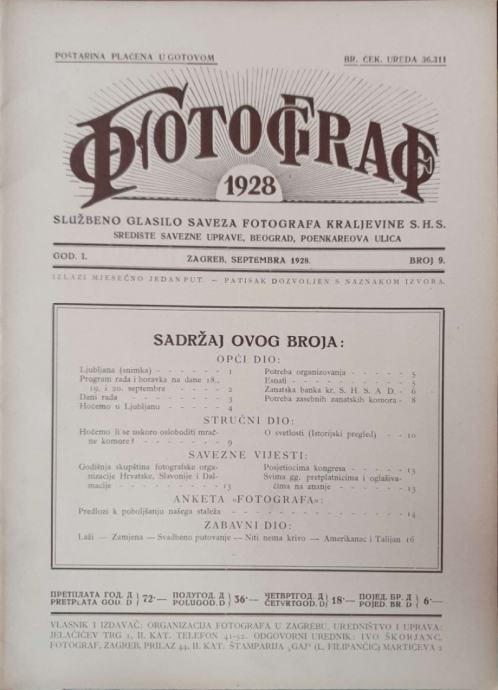 POŠTARINA PLAĆENA U GOTOVOM
BR. ČEK. UREDA 36.311
FOTOGRAF
1928
SLUŽBENO GLASILO SAVEZA FOTOGRAFA KRALJEVINE S.H.S.
SREDISTE SAVEZNE UPRAVE, BEOGRAD, POENKAREOVA ULICA
GOD. I. ZAGREB, SEPTEMBRA 1928. BROJ 9.
IZLAZI MJESEČNO JEDANPUT. — PATISAK DOZVOLJEN S NAZNAKOM IZVORA.
SADRŽAJ OVOG BROJA:
OPĆI DIO:
Ljubljana (snimka) - - - - - - 1
Program rada i boravka na dane 18.,
19. i 20. septembra - - - - - 2
Dani rada - - - - - - - - 3
Hoćemo u Ljubljanu - - - - - 4
Potreba organizovanja - - - - - 5
Esnafi - - - - - - - - - 5
Zanatska banka kr. S. H. S. A. D. - - 6
Potreba zasebnih zanatskih komora - 8
STRUČNI DIO:
Hoćemo li se uskoro osloboditi mrač-
ne komore? - - - - - - - 9
O svetlosti (Istorijski pregled) - - 10
SAVEZNE VIJESTI:
Godišnja skupština fotografske orga-
nizacije Hrvatske, Slavonije i Dal-
macije - - - - - - - - 13
Posjetiocima kongresa - - - - - 13
Svima gg. pretplatnicima i oglašiva-
čima na znanje - - - - - - 13
ANKETA »FOTOGRAFA«:
Predlozi k poboljšanju našega staleža - - - - - - - - - - 14
ZABAVNI DIO:
Laži — Zamjena — Svadbeno putovanje — Niti nema krivo — Amerikanac i Talijan 16
ПРЕТПЛАТА ГОД. Д
PRETPLATA GOD. D
72·—
ПОЛУГОД. Д
POLUGOD. D
36·—
ЧЕТВРТГОД. Д
ČETVRTGOD. D
18·—
ПОЈЕД. БР. Д
POJED. BR. D
6·—
VLASNIK I IZDAVAČ: ORGANIZACIJA FOTOGRAFA U ZAGREBU, UREDNIŠTVO I UPRAVA:
JELAČIĆEV TRG 2, II. KAT. TELEFON 41-52. ODGOVORNI UREDNIK: IVO ŠKORJANC,
FOTOGRAF, ZAGREB, PRILAZ 44, II. KAT. ŠTAMPARIJA „GAJ“ (L. FILIPANČIĆ) MARTIĆEVA 2